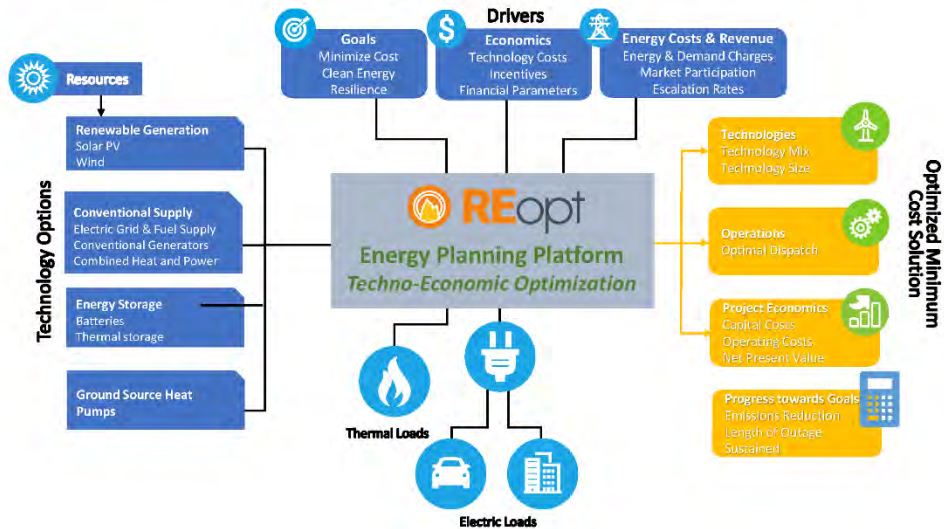 Drivers
Goals
Minimize Cost
Clean Energy
Resilience
Economics
Technology Costs
Incentives
Financial Parameters
Energy Costs & Revenue
Energy & Demand Charges
Market Participation
Escalation Rates
Resources
Technology Options
Renewable Generation
Solar PV
Wind
Conventional Supply
Electric Grid & Fuel Supply
Conventional Generators
Combined Heat and Power
Energy Storage
Batteries
Thermal storage
Ground Source Heat
Pumps
REopt
Energy Planning Platform
Techno-Economic Optimization
Thermal Loads
Electric Loads
Technologies
Technology Mix
Technology Size
Operations
Optimal Dispatch
Project Economics
Capital Costs
Operating Costs
Net Present Value
Progress towards Goals
Emissions Reduction
Length of Outage
Sustained
Optimized Minimum
Cost Solution